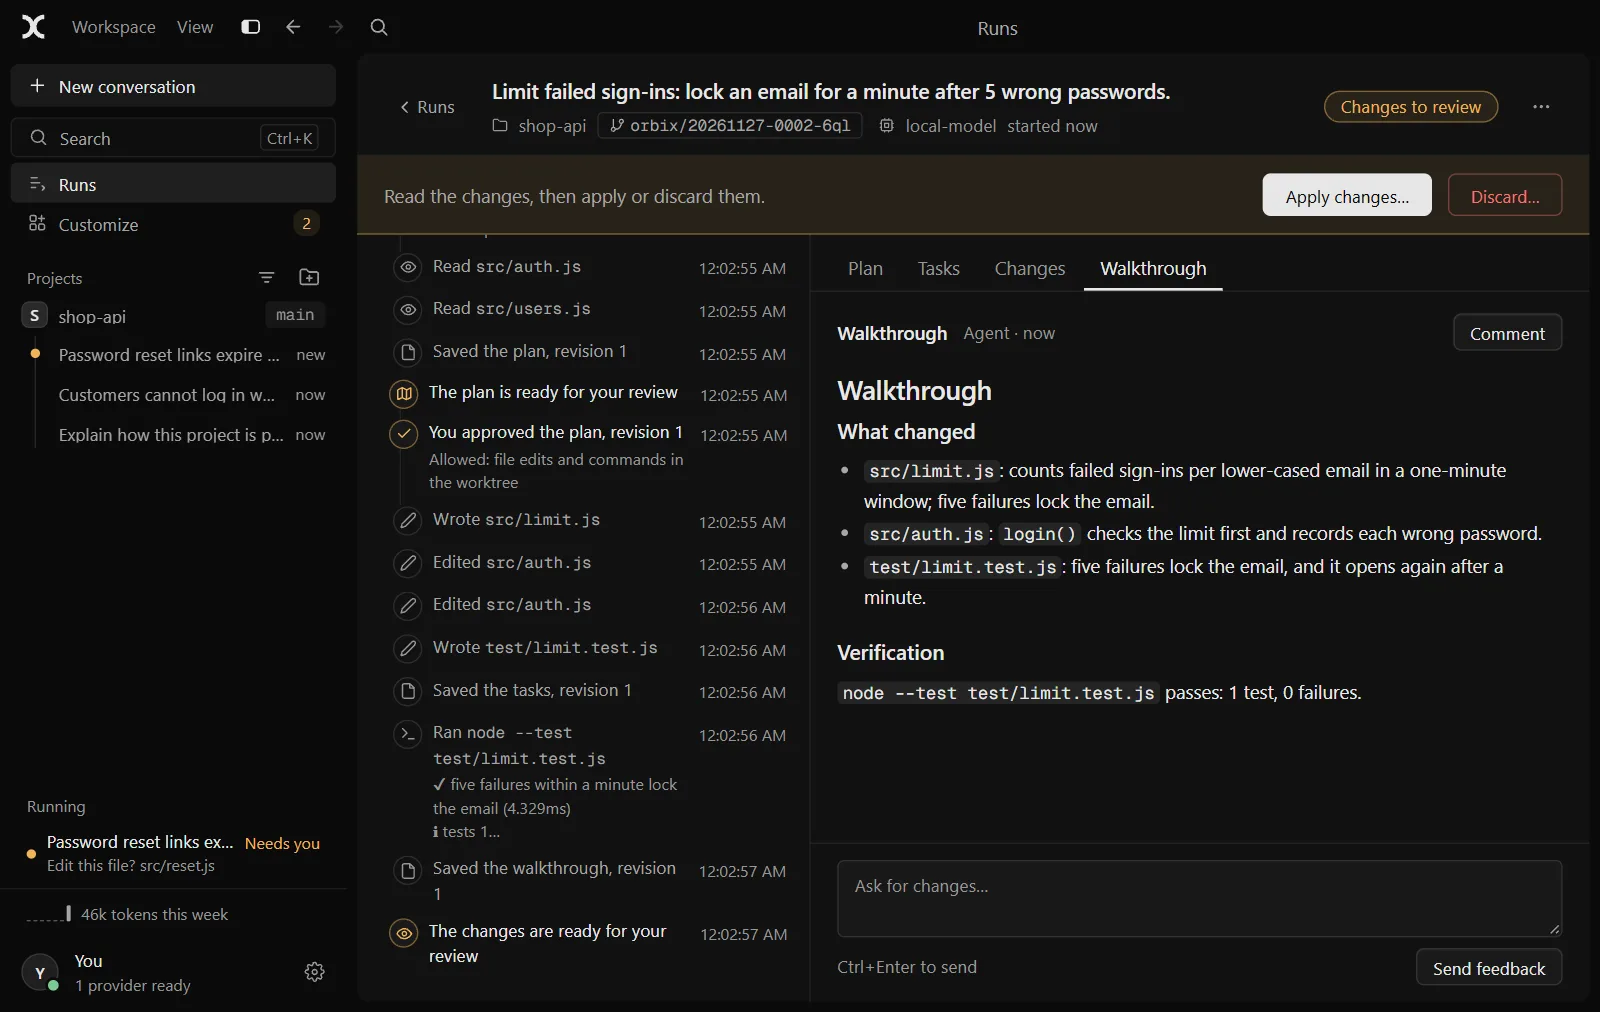 Workspace View
Runs
New conversation
Search Ctrl+K
Runs
Customize 2
Projects
S shop-api main
Password reset links expire ... new
Customers cannot log in w... now
Explain how this project is p... now
Running
Password reset links ex... Needs you
Edit this file? src/reset.js
46k tokens this week
Y You
1 provider ready
Runs
Limit failed sign-ins: lock an email for a minute after 5 wrong passwords.
shop-api orbix/20261127-0002-6ql local-model started now
Changes to review
Read the changes, then apply or discard them.
Apply changes... Discard...
Read src/auth.js 12:02:55 AM
Read src/users.js 12:02:55 AM
Saved the plan, revision 1 12:02:55 AM
The plan is ready for your review 12:02:55 AM
You approved the plan, revision 1 12:02:55 AM
Allowed: file edits and commands in
the worktree
Wrote src/limit.js 12:02:55 AM
Edited src/auth.js 12:02:55 AM
Edited src/auth.js 12:02:56 AM
Wrote test/limit.test.js 12:02:56 AM
Saved the tasks, revision 1 12:02:56 AM
Ran node --test 12:02:56 AM
test/limit.test.js
✓ five failures within a minute lock
the email (4.329ms)
ℹ tests 1...
Saved the walkthrough, revision 12:02:57 AM
1
The changes are ready for your 12:02:57 AM
review
Plan Tasks Changes Walkthrough
Walkthrough Agent · now Comment
Walkthrough
What changed
• src/limit.js: counts failed sign-ins per lower-cased email in a one-minute
window; five failures lock the email.
• src/auth.js: login() checks the limit first and records each wrong password.
• test/limit.test.js: five failures lock the email, and it opens again after a
minute.
Verification
node --test test/limit.test.js passes: 1 test, 0 failures.
Ask for changes...
Ctrl+Enter to send
Send feedback